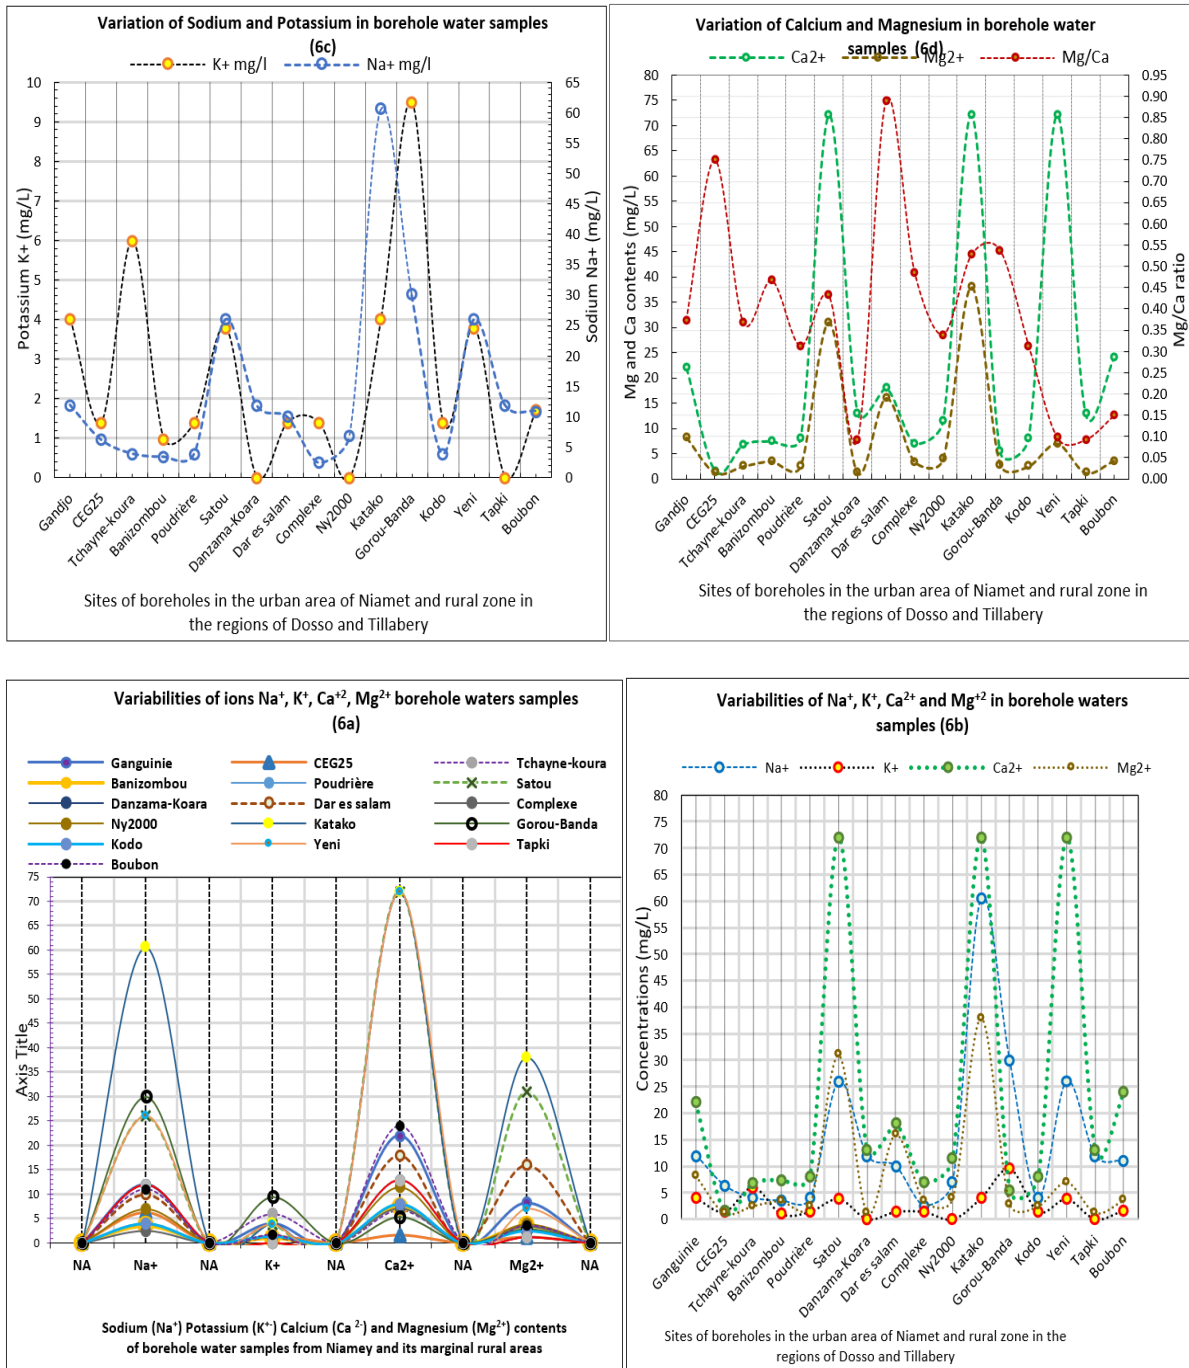 Variation of Sodium and Potassium in borehole water samples
(6c)
K+ mg/l
Na+ mg/l
10
9
8
7
6
5
4
3
2
1
0
Potassium K+ (mg/L)
65
60
55
50
45
40
35
30
25
20
15
10
5
0
Sodium Na+ (mg/L)
Gandjo
CEG25
Tchayne-koura
Banizombou
Poudrière
Satou
Danzama-Koara
Dar es salam
Complexe
Ny2000
Katako
Gorou-Banda
Kodo
Yeni
Tapki
Boubon
Sites of boreholes in the urban area of Niamet and rural zone in
the regions of Dosso and Tillabery
Variation of Calcium and Magnesium in borehole water
samples (6d)
Ca2+
Mg2+
Mg/Ca
80
75
70
65
60
55
50
45
40
35
30
25
20
15
10
5
0
Mg and Ca contents (mg/L)
0.95
0.90
0.85
0.80
0.75
0.70
0.65
0.60
0.55
0.50
0.45
0.40
0.35
0.30
0.25
0.20
0.15
0.10
0.05
0.00
Mg/Ca ratio
Gandjo
CEG25
Tchayne-koura
Banizombou
Poudrière
Satou
Danzama-Koara
Dar es salam
Complexe
Ny2000
Katako
Gorou-Banda
Kodo
Yeni
Tapki
Boubon
Sites of boreholes in the urban area of Niamet and rural zone in
the regions of Dosso and Tillabery
Variabilities of ions Na⁺, K⁺, Ca⁺², Mg²⁺ borehole waters samples
(6a)
Ganguinie
CEG25
Tchayne-koura
Banizombou
Poudrière
Satou
Danzama-Koara
Dar es salam
Complexe
Ny2000
Katako
Gorou-Banda
Kodo
Yeni
Tapki
Boubon
75
70
65
60
55
50
45
40
35
30
25
20
15
10
5
0
Axis Title
NA
Na+
NA
K+
NA
Ca2+
NA
Mg2+
NA
Sodium (Na⁺) Potassium (K⁺·) Calcium (Ca ²·) and Magnesium (Mg²⁺) contents
of borehole water samples from Niamey and its marginal rural areas
Variabilities of Na⁺, K⁺, Ca²⁺ and Mg⁺² in borehole waters
samples (6b)
Na+
K+
Ca2+
Mg2+
80
75
70
65
60
55
50
45
40
35
30
25
20
15
10
5
0
Concentrations (mg/L)
Ganguinie
CEG25
Tchayne-koura
Banizombou
Poudrière
Satou
Danzama-Koara
Dar es salam
Complexe
Ny2000
Katako
Gorou-Banda
Kodo
Yeni
Tapki
Boubon
Sites of boreholes in the urban area of Niamet and rural zone in the
regions of Dosso and Tillabery